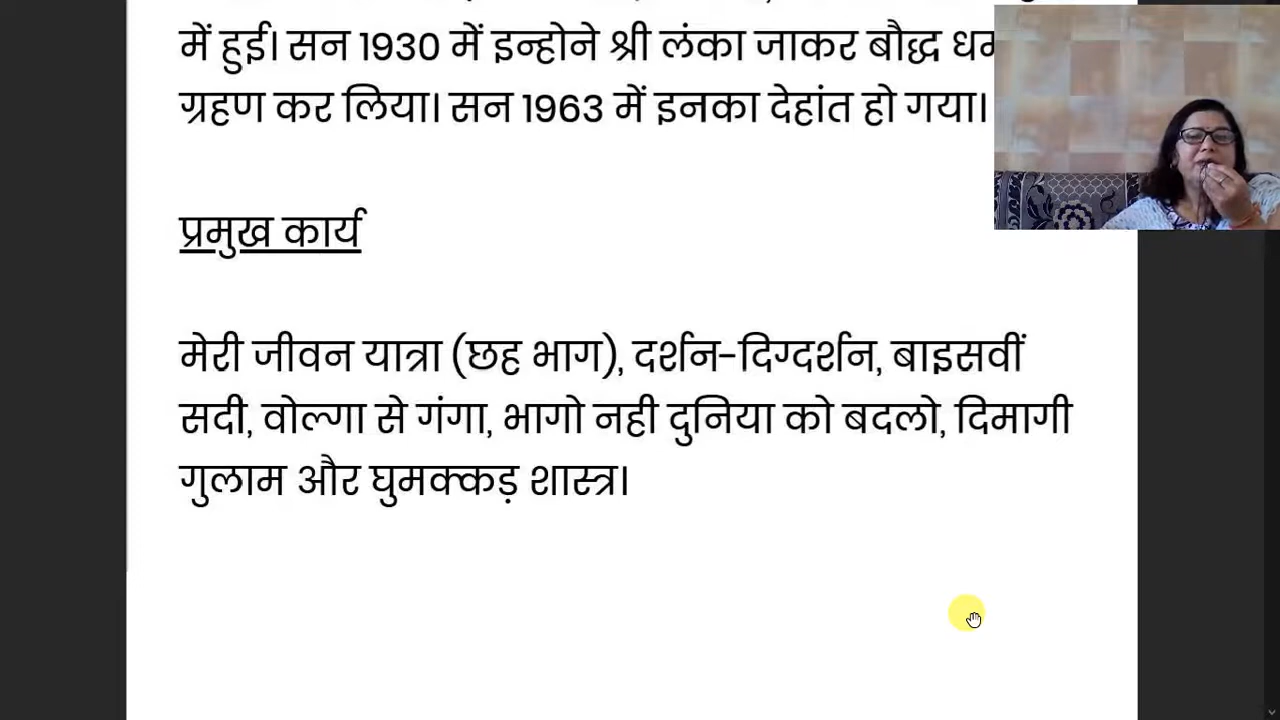 में हुई। सन 1930 में इन्होने श्री लंका जाकर बौद्ध
ग्रहण कर लिया। सन 1963 में इनका देहांत हो गया।
प्रमुख कार्य
मेरी जीवन यात्रा (छह भाग), दर्शन-दिग्दर्शन, बाइसवीं
सदी, वोल्गा से गंगा, भागो नही दुनिया को बदलो, दिमागी
गुलाम और घुमक्कड़ शास्त्र।